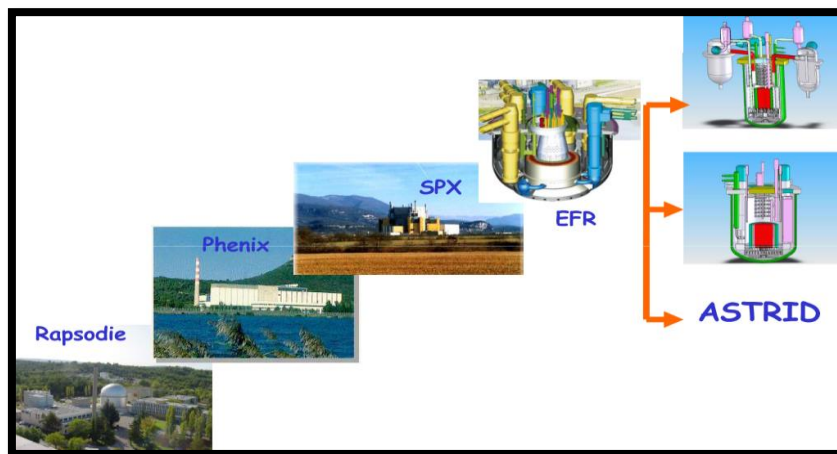 SPX
EFR
Phenix
ASTRID
Rapsodie